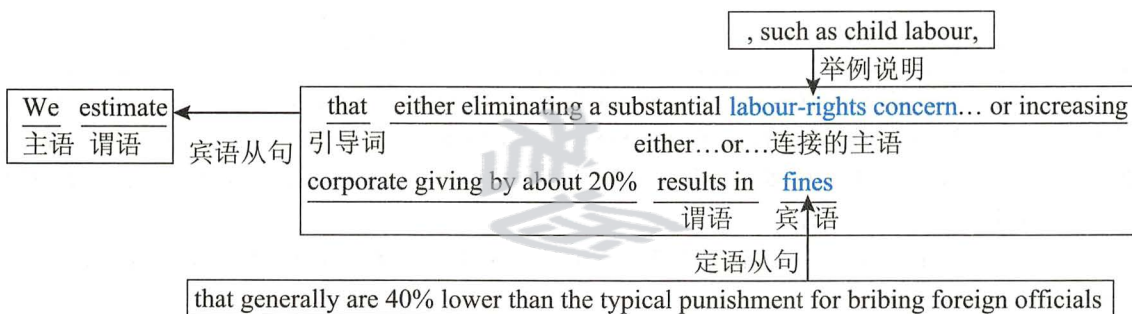 , such as child labour,
举例说明
We estimate
主语 谓语
宾语从句
that either eliminating a substantial labour-rights concern… or increasing
引导词 either…or…连接的主语
corporate giving by about 20% results in fines
谓语 宾语
定语从句
that generally are 40% lower than the typical punishment for bribing foreign officials